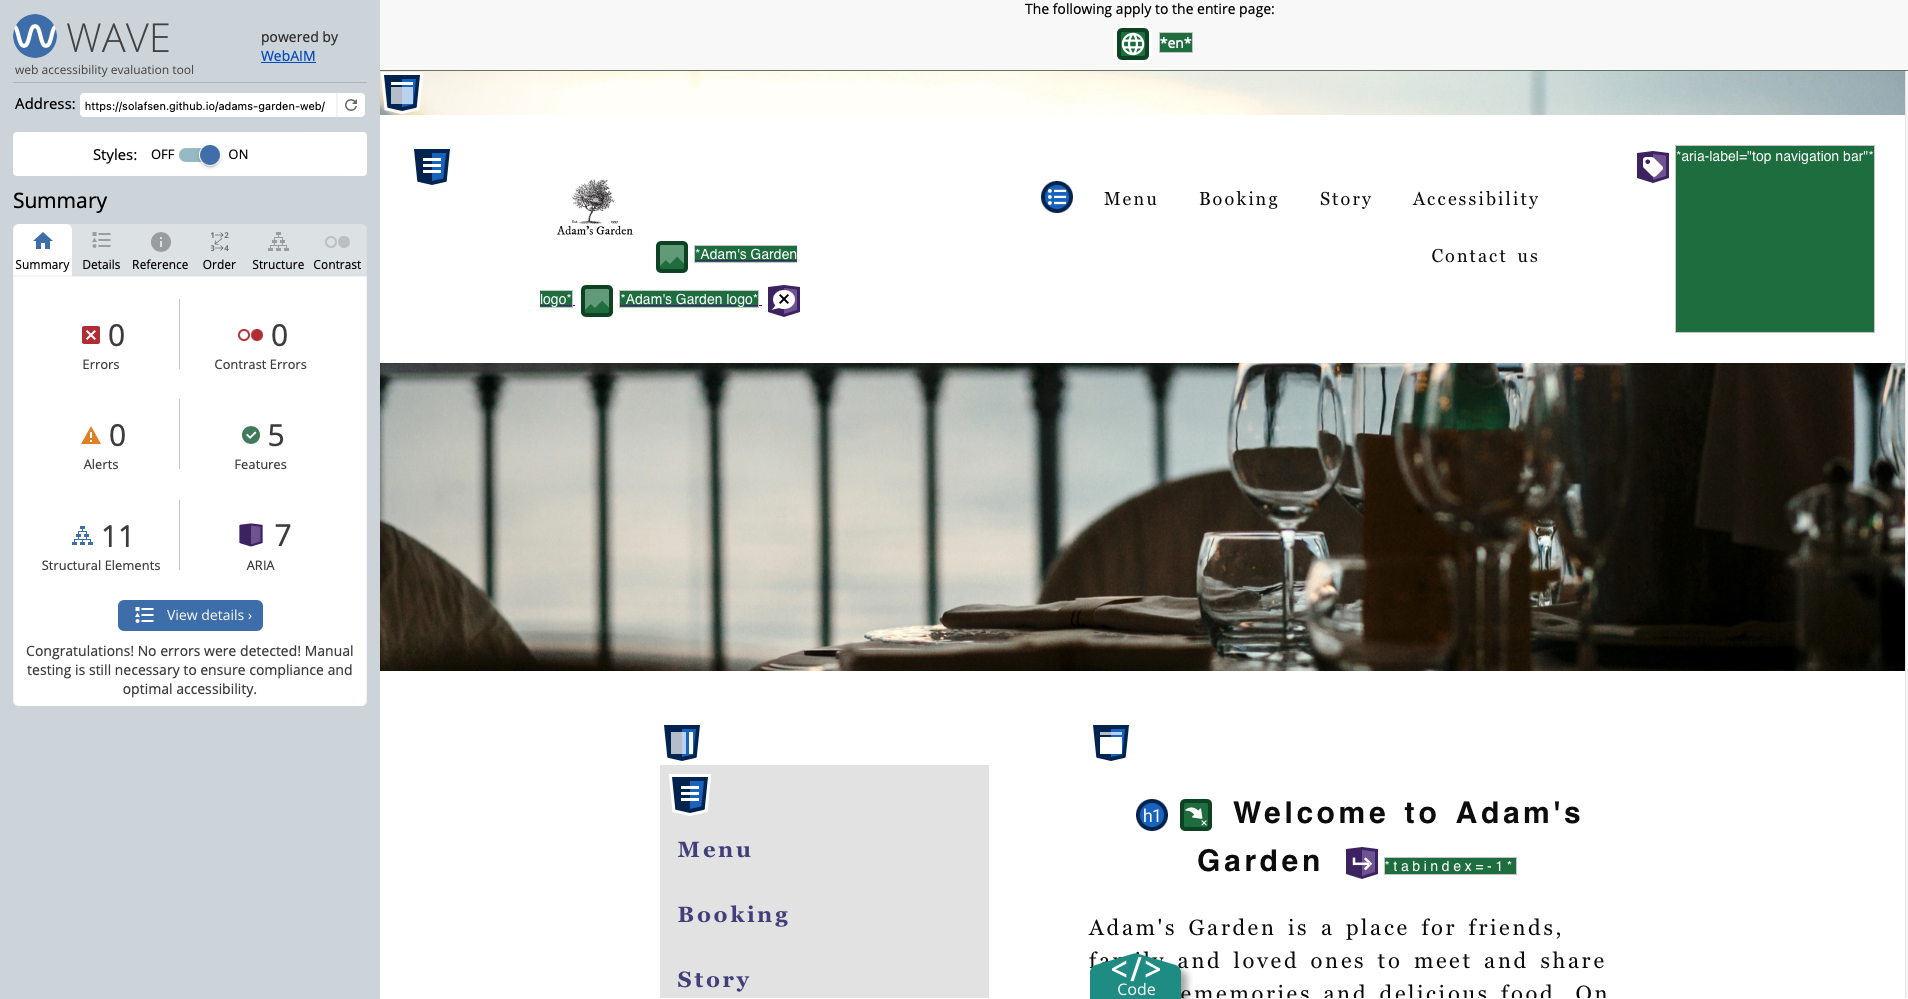 WAVE
powered by
WebAIM
web accessibility evaluation tool
Address: https://solafsen.github.io/adams-garden-web/
Styles: OFF ON
Summary
Summary Details Reference Order Structure Contrast
0
Errors
0
Contrast Errors
0
Alerts
5
Features
11
Structural Elements
7
ARIA
View details ›
Congratulations! No errors were detected! Manual
testing is still necessary to ensure compliance and
optimal accessibility.
The following apply to the entire page:
*en*
Adam's Garden
*Adam's Garden
logo*
*Adam's Garden logo*
Menu Booking Story Accessibility
Contact us
*aria-label="top navigation bar"*
Menu
Booking
Story
h1 Welcome to Adam's
Garden *tabindex=-1*
Adam's Garden is a place for friends,
family and loved ones to meet and share
memories and delicious food. On
</>
Code